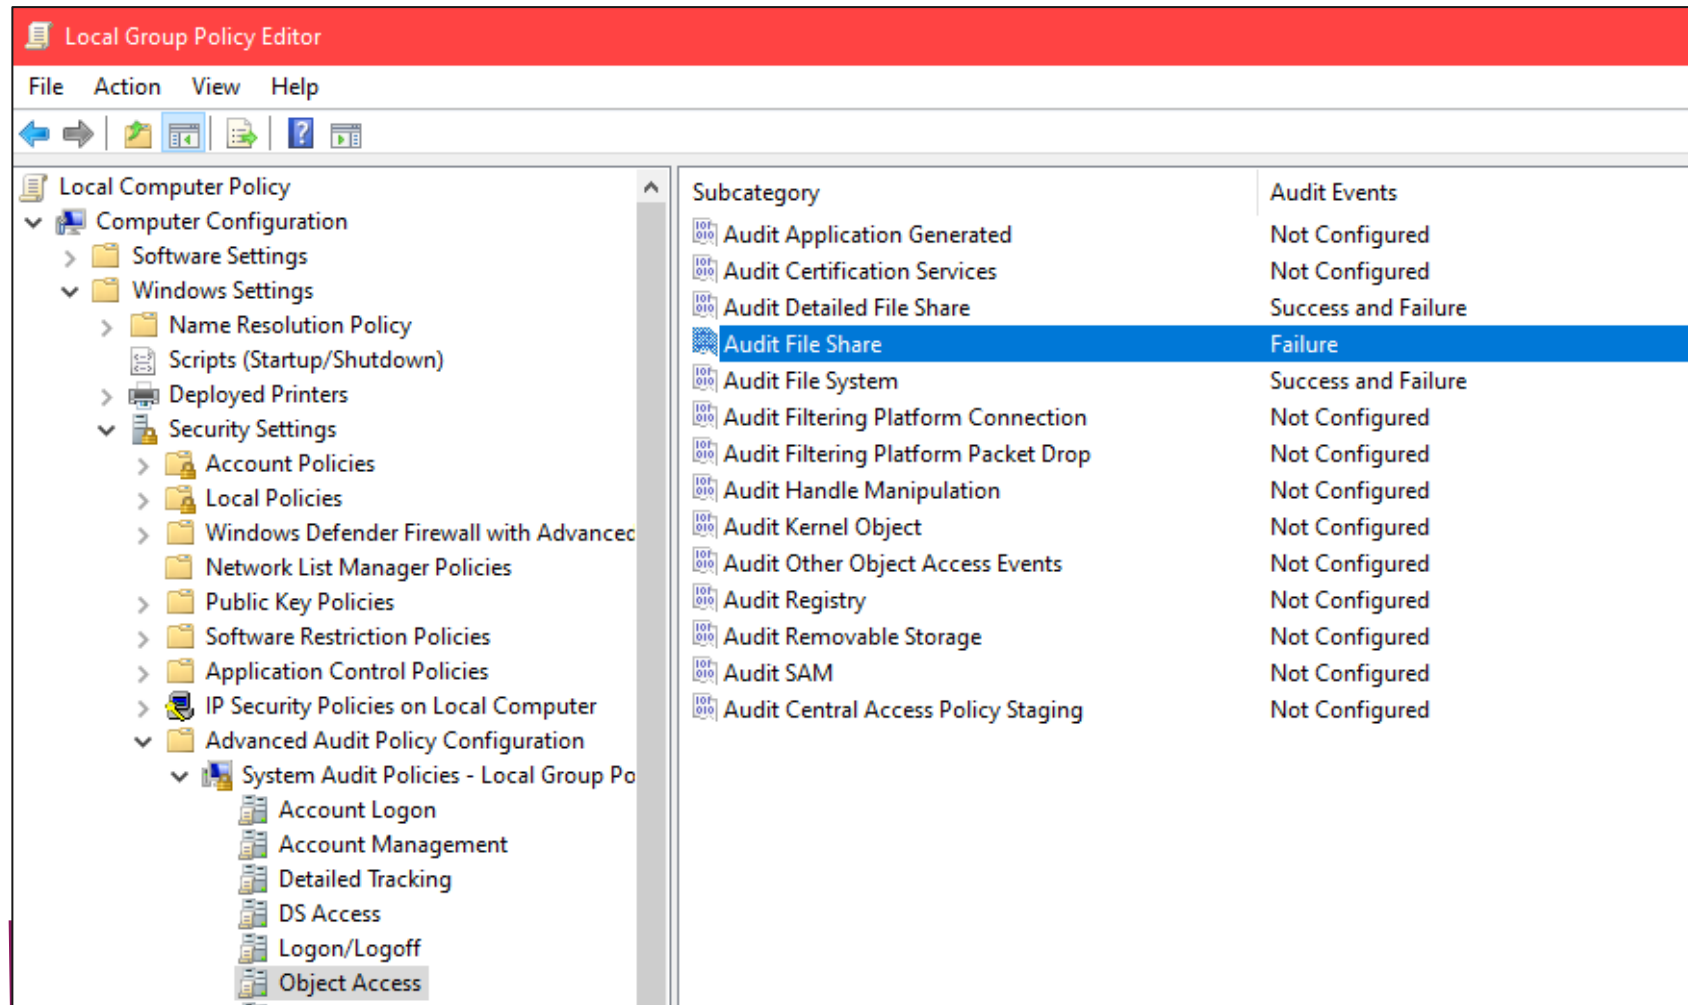 Local Group Policy Editor
File Action View Help
Local Computer Policy
Computer Configuration
Software Settings
Windows Settings
Name Resolution Policy
Scripts (Startup/Shutdown)
Deployed Printers
Security Settings
Account Policies
Local Policies
Windows Defender Firewall with Advanced
Network List Manager Policies
Public Key Policies
Software Restriction Policies
Application Control Policies
IP Security Policies on Local Computer
Advanced Audit Policy Configuration
System Audit Policies - Local Group Po
Account Logon
Account Management
Detailed Tracking
DS Access
Logon/Logoff
Object Access
Subcategory Audit Events
Audit Application Generated Not Configured
Audit Certification Services Not Configured
Audit Detailed File Share Success and Failure
Audit File Share Failure
Audit File System Success and Failure
Audit Filtering Platform Connection Not Configured
Audit Filtering Platform Packet Drop Not Configured
Audit Handle Manipulation Not Configured
Audit Kernel Object Not Configured
Audit Other Object Access Events Not Configured
Audit Registry Not Configured
Audit Removable Storage Not Configured
Audit SAM Not Configured
Audit Central Access Policy Staging Not Configured